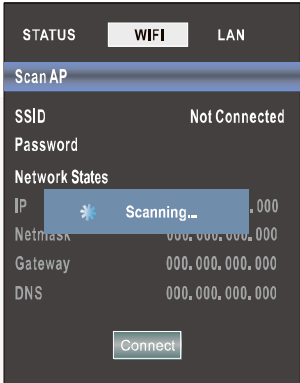 STATUS WIFI LAN
Scan AP
SSID Not Connected
Password
Network States
IP .000
Scanning...
Netmask 000.000.000.000
Gateway 000.000.000.000
DNS 000.000.000.000
Connect